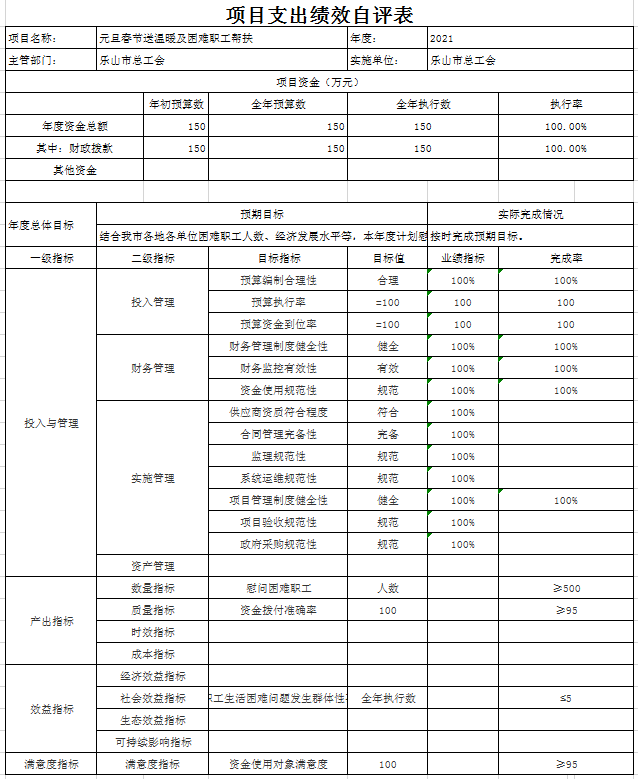 项目支出绩效自评表
项目名称： 元旦春节送温暖及困难职工帮扶 年度： 2021
主管部门： 乐山市总工会 实施单位： 乐山市总工会
项目资金（万元）
年初预算数 全年预算数 全年执行数 执行率
年度资金总额 150 150 150 100.00%
其中：财政拨款 150 150 150 100.00%
其他资金
年度总体目标 预期目标 实际完成情况
结合我市各地各单位困难职工人数、经济发展水平等，本年度计划慰 按时完成预期目标。
一级指标 二级指标 目标指标 目标值 业绩指标 完成率
投入与管理 投入管理 预算编制合理性 合理 100% 100%
预算执行率 =100 100 100
预算资金到位率 =100 100 100
财务管理 财务管理制度健全性 健全 100% 100%
财务监控有效性 有效 100% 100%
资金使用规范性 规范 100% 100%
实施管理 供应商资质符合程度 符合 100%
合同管理完备性 完备 100%
监理规范性 规范 100%
系统运维规范性 规范 100%
项目管理制度健全性 健全 100% 100%
项目验收规范性 规范 100%
政府采购规范性 规范 100%
资产管理
产出指标 数量指标 慰问困难职工 人数 ≥500
质量指标 资金拨付准确率 100 ≥95
时效指标
成本指标
效益指标 经济效益指标
社会效益指标 职工生活困难问题发生群体性 全年执行数 ≤5
生态效益指标
可持续影响指标
满意度指标 满意度指标 资金使用对象满意度 100 ≥95